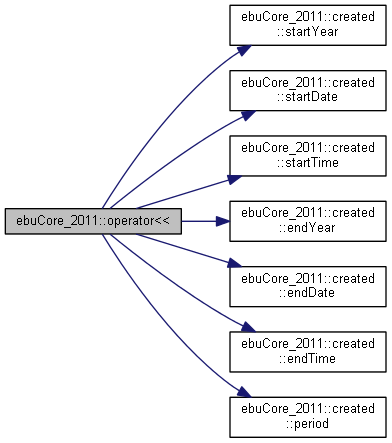 ebuCore_2011::created
::startYear
ebuCore_2011::created
::startDate
ebuCore_2011::created
::startTime
ebuCore_2011::operator<<
ebuCore_2011::created
::endYear
ebuCore_2011::created
::endDate
ebuCore_2011::created
::endTime
ebuCore_2011::created
::period